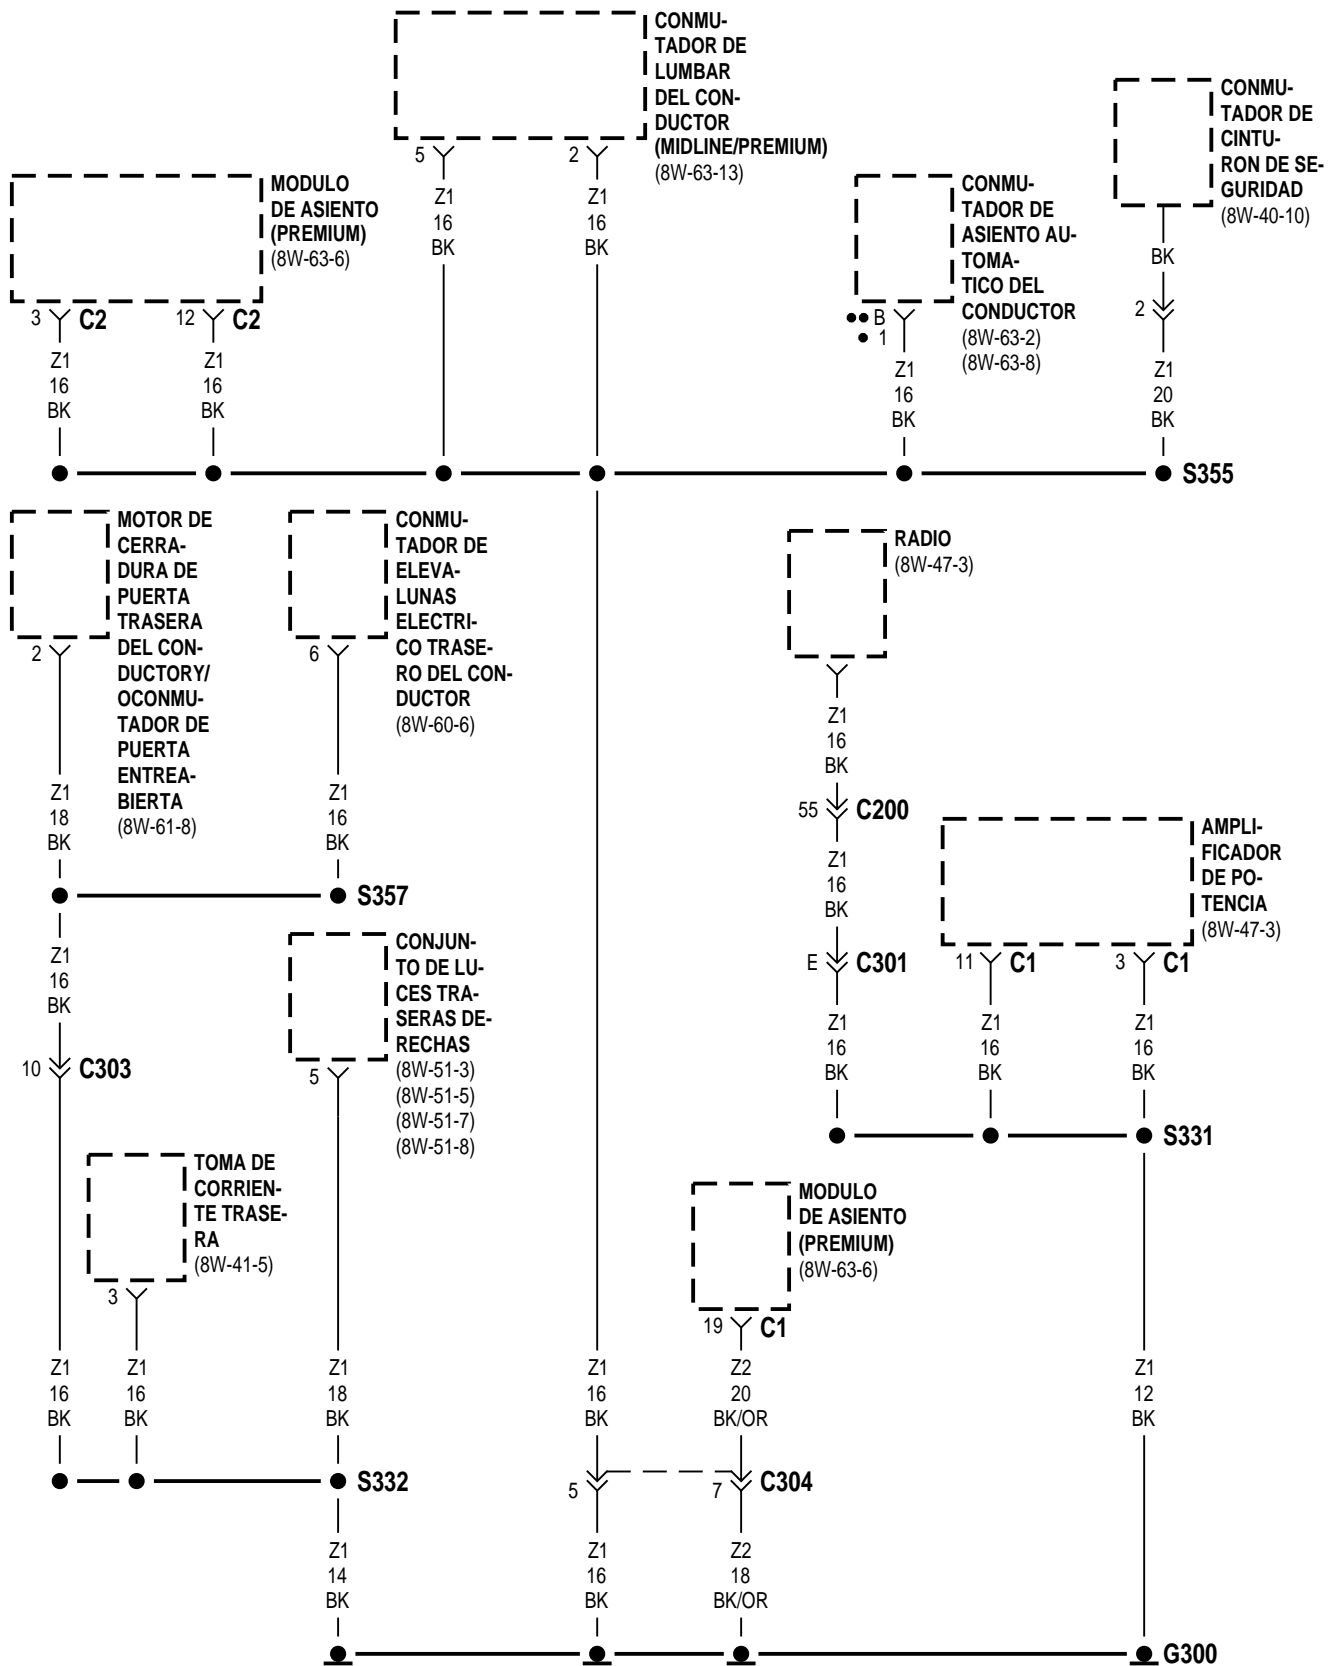 CONMU-
TADOR DE
LUMBAR
DEL CON-
DUCTOR
(MIDLINE/PREMIUM)
(8W-63-13)
5
2
Z1
16
BK
Z1
16
BK
CONMU-
TADOR DE
CINTU-
RON DE SE-
GURIDAD
(8W-40-10)
BK
2
Z1
20
BK
MODULO
DE ASIENTO
(PREMIUM)
(8W-63-6)
3
C2
12
C2
Z1
16
BK
Z1
16
BK
CONMU-
TADOR DE
ASIENTO AU-
TOMA-
TICO DEL
CONDUCTOR
(8W-63-2)
(8W-63-8)
•• B
• 1
Z1
16
BK
S355
MOTOR DE
CERRA-
DURA DE
PUERTA
TRASERA
DEL CON-
DUCTORY/
OCONMU-
TADOR DE
PUERTA
ENTREA-
BIERTA
(8W-61-8)
2
Z1
18
BK
CONMU-
TADOR DE
ELEVA-
LUNAS
ELECTRI-
CO TRASE-
RO DEL CON-
DUCTOR
(8W-60-6)
6
Z1
16
BK
S357
RADIO
(8W-47-3)
Z1
16
BK
55
C200
Z1
16
BK
E
C301
Z1
16
BK
AMPLI-
FICADOR
DE PO-
TENCIA
(8W-47-3)
11
C1
3
C1
Z1
16
BK
Z1
16
BK
S331
Z1
16
BK
10
C303
CONJUN-
TO DE LU-
CES TRA-
SERAS DE-
RECHAS
(8W-51-3)
(8W-51-5)
(8W-51-7)
(8W-51-8)
5
TOMA DE
CORRIEN-
TE TRASE-
RA
(8W-41-5)
3
MODULO
DE ASIENTO
(PREMIUM)
(8W-63-6)
19
C1
Z1
16
BK
Z1
16
BK
Z1
18
BK
Z1
16
BK
Z2
20
BK/OR
Z1
12
BK
S332
5
7
C304
Z1
14
BK
Z1
16
BK
Z2
18
BK/OR
G300